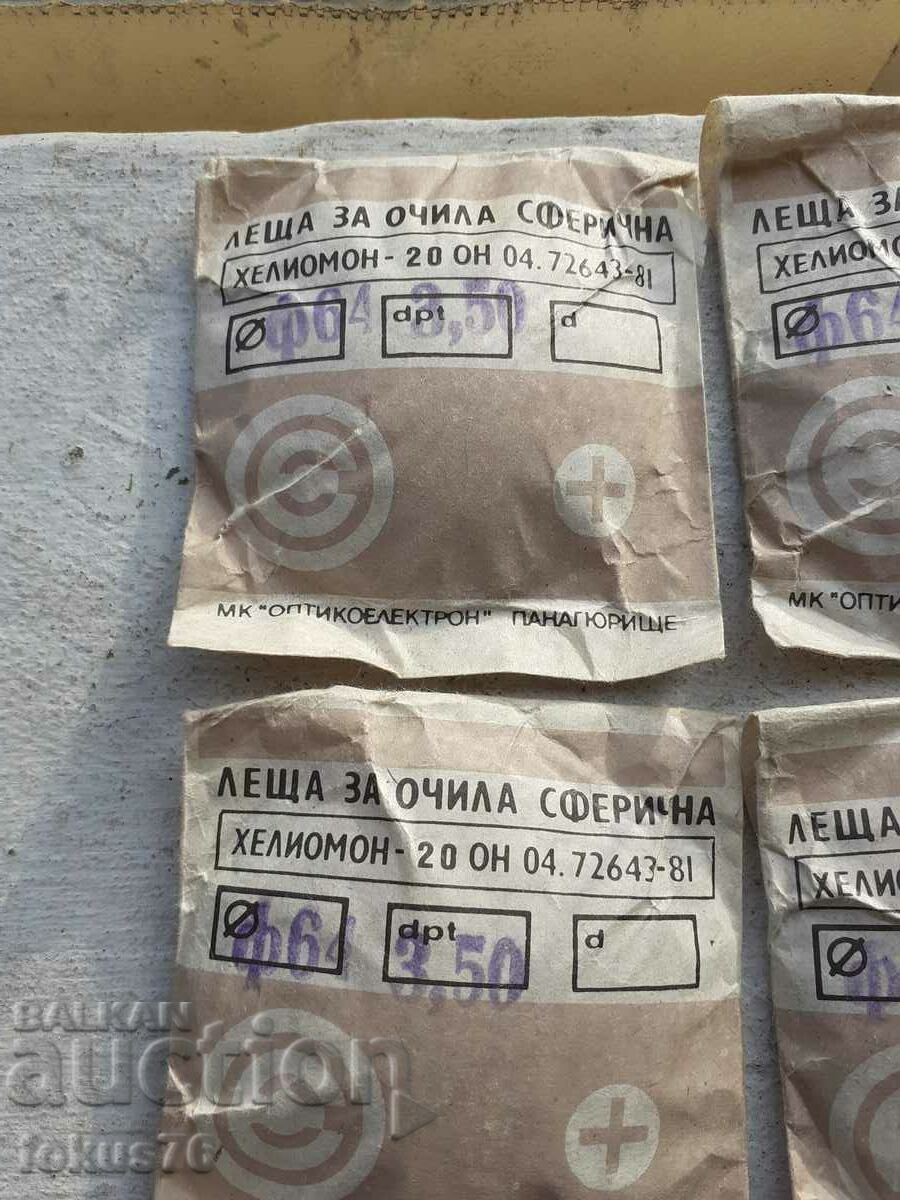 ЛЕЩА ЗА ОЧИЛА СФЕРИЧНА
ХЕЛИОМОН - 20 ОН 04.72643-81
Ø ф64 dpt 3,50 d
МК "ОПТИКОЕЛЕКТРОН" ПАНАГЮРИЩЕ
ЛЕЩА ЗА
ХЕЛИОМО
Ø ф64
МК "ОПТИ
ЛЕЩА ЗА ОЧИЛА СФЕРИЧНА
ХЕЛИОМОН - 20 ОН 04.72643-81
Ø ф64 dpt 3,50 d
ЛЕЩА
ХЕЛИ
Ø ф
BALKAN
auction
fokus76